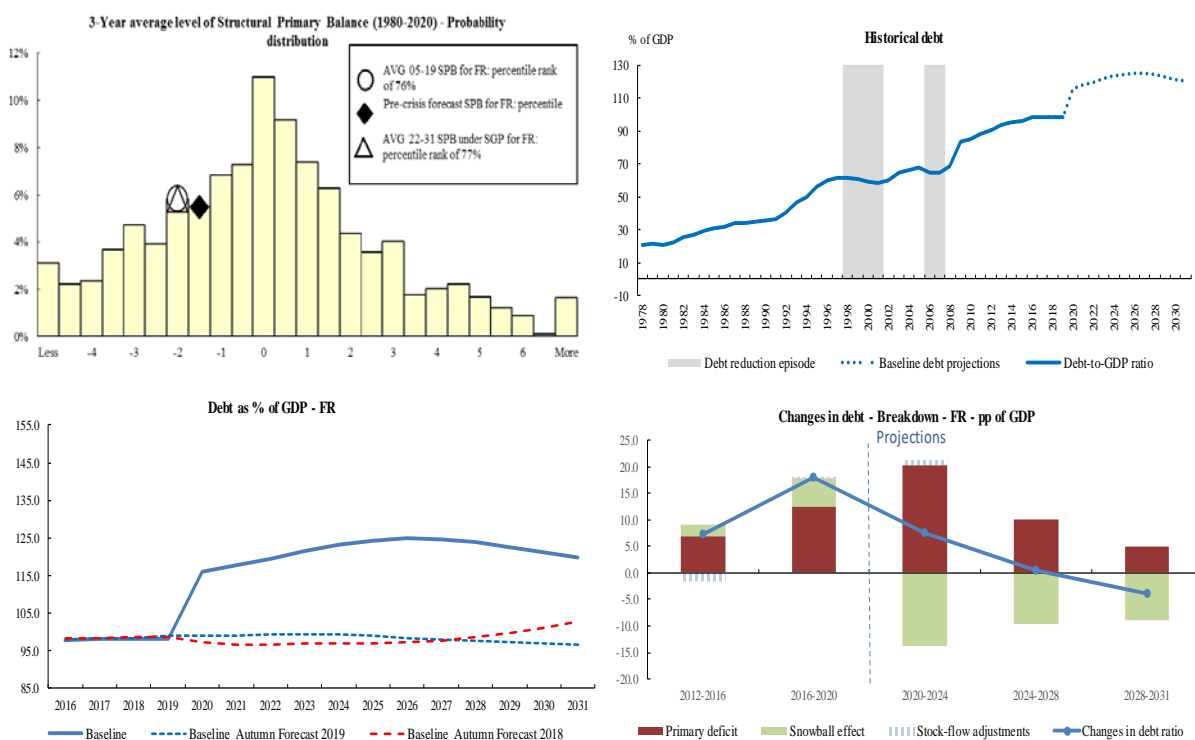 3-Year average level of Structural Primary Balance (1980-2020) - Probability
distribution
12%
10%
8%
6%
4%
2%
0%
AVG 05-19 SPB for FR: percentile rank
of 76%
Pre-crisis forecast SPB for FR: percentile
AVG 22-31 SPB under SGP for FR:
percentile rank of 77%
Less -4 -3 -2 -1 0 1 2 3 4 5 6 More
Historical debt
% of GDP
130
110
90
70
50
30
10
-10
1978 1980 1982 1984 1986 1988 1990 1992 1994 1996 1998 2000 2002 2004 2006 2008 2010 2012 2014 2016 2018 2020 2022 2024 2026 2028 2030
Debt reduction episode Baseline debt projections Debt-to-GDP ratio
Debt as % of GDP - FR
155.0
145.0
135.0
125.0
115.0
105.0
95.0
85.0
2016 2017 2018 2019 2020 2021 2022 2023 2024 2025 2026 2027 2028 2029 2030 2031
Baseline Baseline Autumn Forecast 2019 Baseline Autumn Forecast 2018
Changes in debt - Breakdown - FR - pp of GDP
Projections
25.0
20.0
15.0
10.0
5.0
0.0
-5.0
-10.0
-15.0
-20.0
2012-2016 2016-2020 2020-2024 2024-2028 2028-2031
Primary deficit Snowball effect Stock-flow adjustments Changes in debt ratio